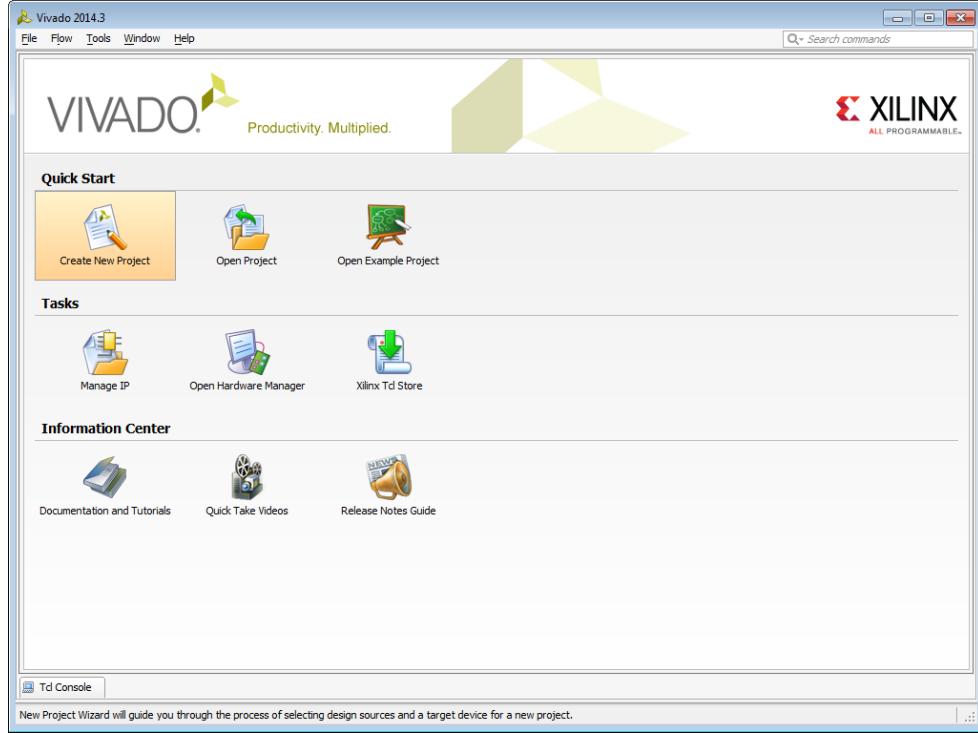 Vivado 2014.3
File Flow Tools Window Help
Search commands
VIVADO.
Productivity. Multiplied.
XILINX
ALL PROGRAMMABLE™
Quick Start
Create New Project
Open Project
Open Example Project
Tasks
Manage IP
Open Hardware Manager
Xilinx Tcl Store
Information Center
NEWS
Documentation and Tutorials
Quick Take Videos
Release Notes Guide
Tcl Console
New Project Wizard will guide you through the process of selecting design sources and a target device for a new project.